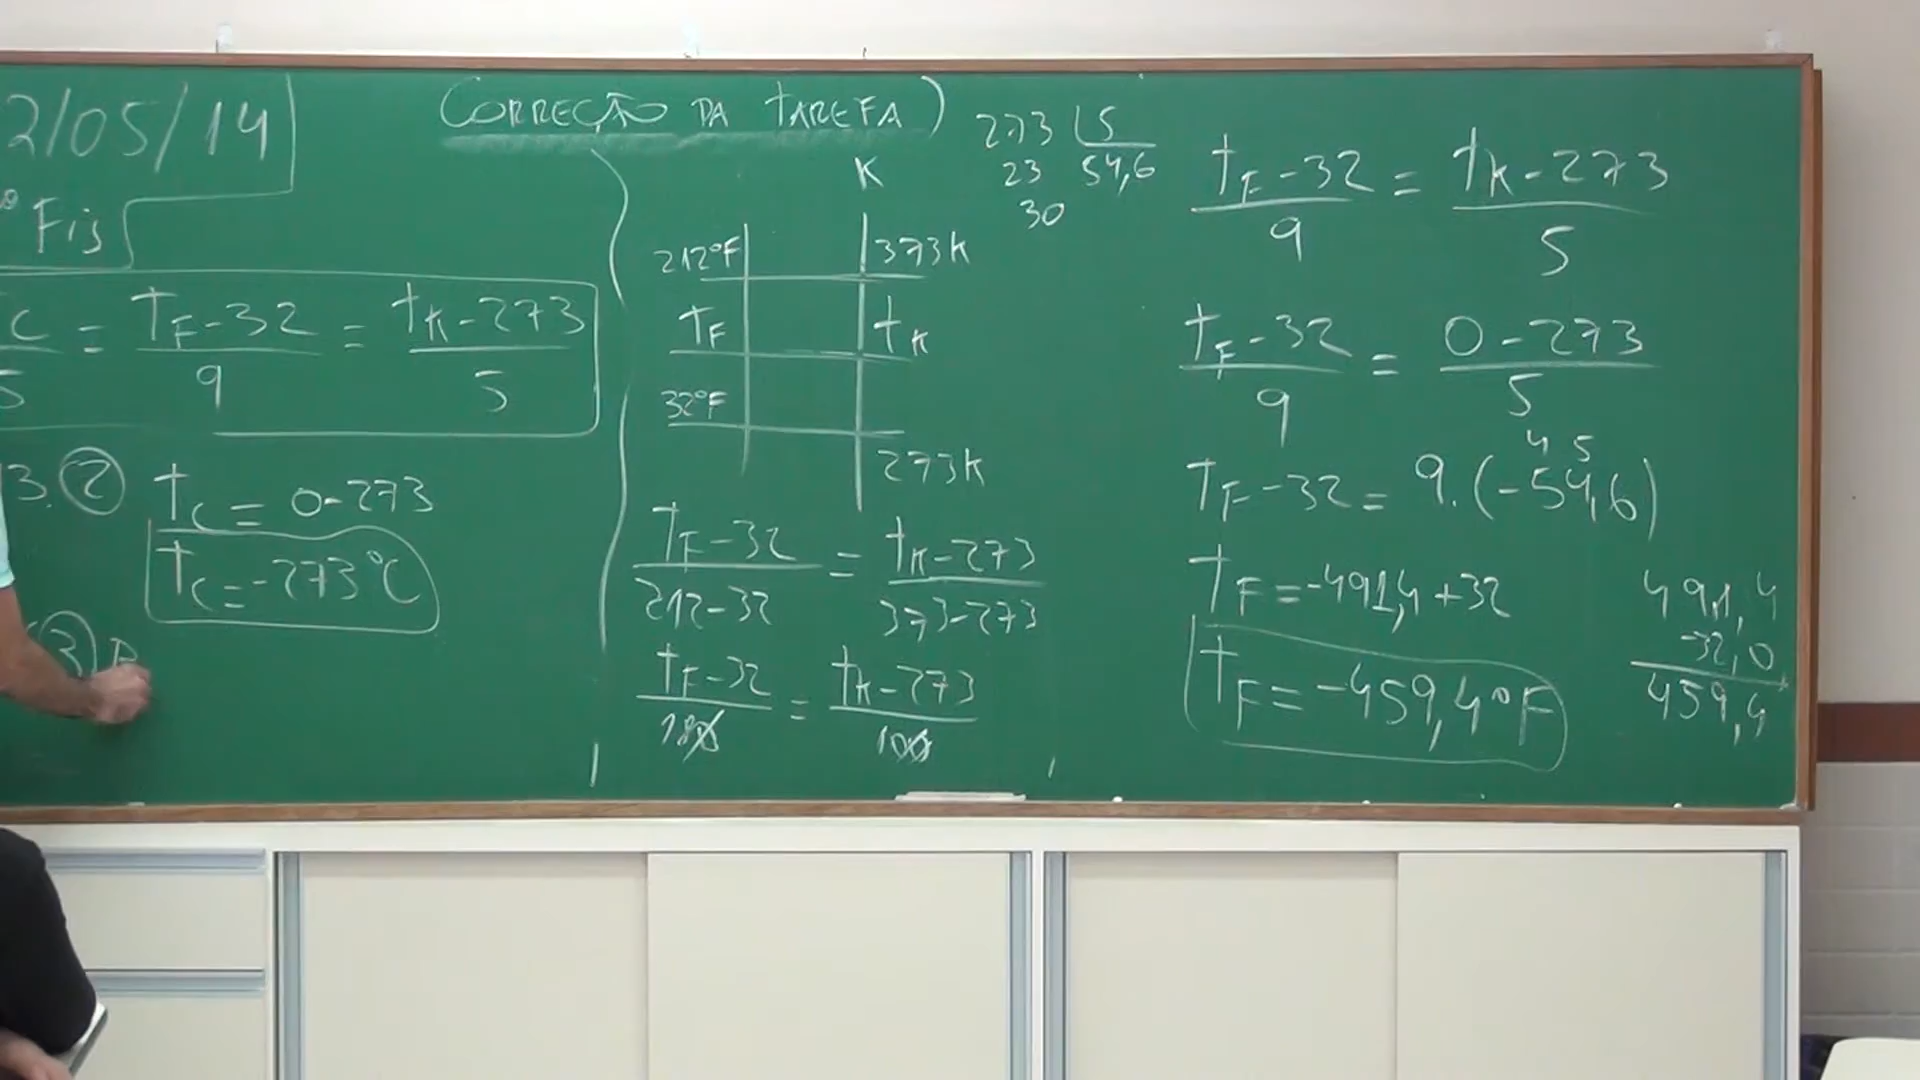 2/05/14
Fis
C/5 = (tF - 32)/9 = (tK - 273)/5
3. 2
tC = 0 - 273
tC = -273°C
3)
(CORREÇÃO DA TAREFA)
K
212°F 373K
tF tK
32°F
273K
(tF - 32)/(212 - 32) = (tK - 273)/(373 - 273)
(tF - 32)/180 = (tK - 273)/100
273 | 5
23 54,6
30
(tF - 32)/9 = (tK - 273)/5
(tF - 32)/9 = (0 - 273)/5
4 5
tF - 32 = 9.(-54,6)
tF = -491,4 + 32
tF = -459,4°F
491,4
-32,0
459,4